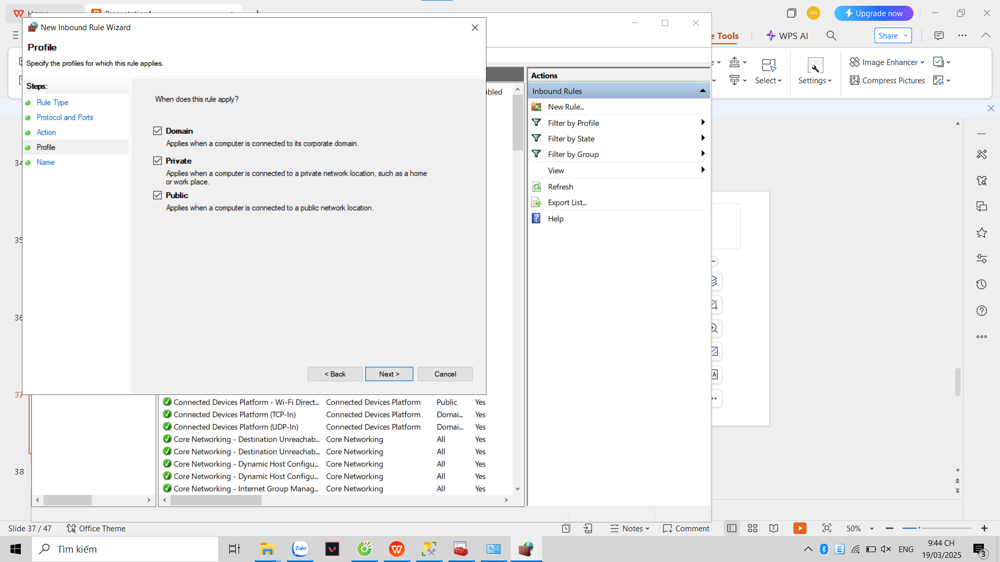 Home
Presentation1
AN
Upgrade now
New Inbound Rule Wizard
e Tools
WPS AI
Share
Profile
Specify the profiles for which this rule applies.
Image Enhancer
Select
Settings
Compress Pictures
Steps:
Rule Type
Protocol and Ports
Action
Profile
Name
When does this rule apply?
Domain
Applies when a computer is connected to its corporate domain.
Private
Applies when a computer is connected to a private network location, such as a home
or work place.
Public
Applies when a computer is connected to a public network location.
< Back
Next >
Cancel
Actions
Inbound Rules
New Rule...
Filter by Profile
Filter by State
Filter by Group
View
Refresh
Export List...
Help
bled
34
35
36
37
38
Connected Devices Platform - Wi-Fi Direct... Connected Devices Platform Public Yes
Connected Devices Platform (TCP-In) Connected Devices Platform Domai... Yes
Connected Devices Platform (UDP-In) Connected Devices Platform Domai... Yes
Core Networking - Destination Unreachab... Core Networking All Yes
Core Networking - Destination Unreachab... Core Networking All Yes
Core Networking - Dynamic Host Configu... Core Networking All Yes
Core Networking - Dynamic Host Configu... Core Networking All Yes
Core Networking - Internet Group Manag... Core Networking All Yes
Slide 37 / 47
Office Theme
Notes
Comment
50%
Tìm kiếm
Zalo
ENG
9:44 CH
19/03/2025
3